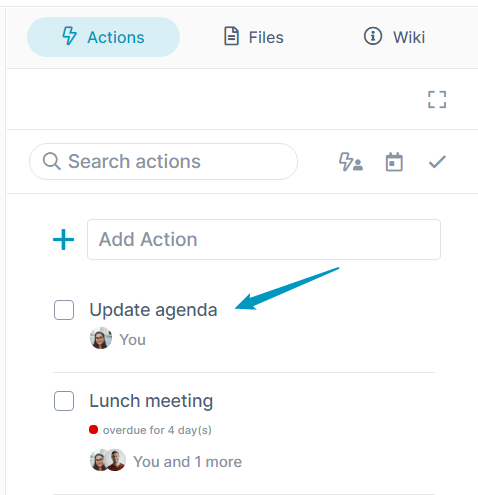 Actions Files Wiki
Search actions
Add Action
Update agenda
You
Lunch meeting
overdue for 4 day(s)
You and 1 more